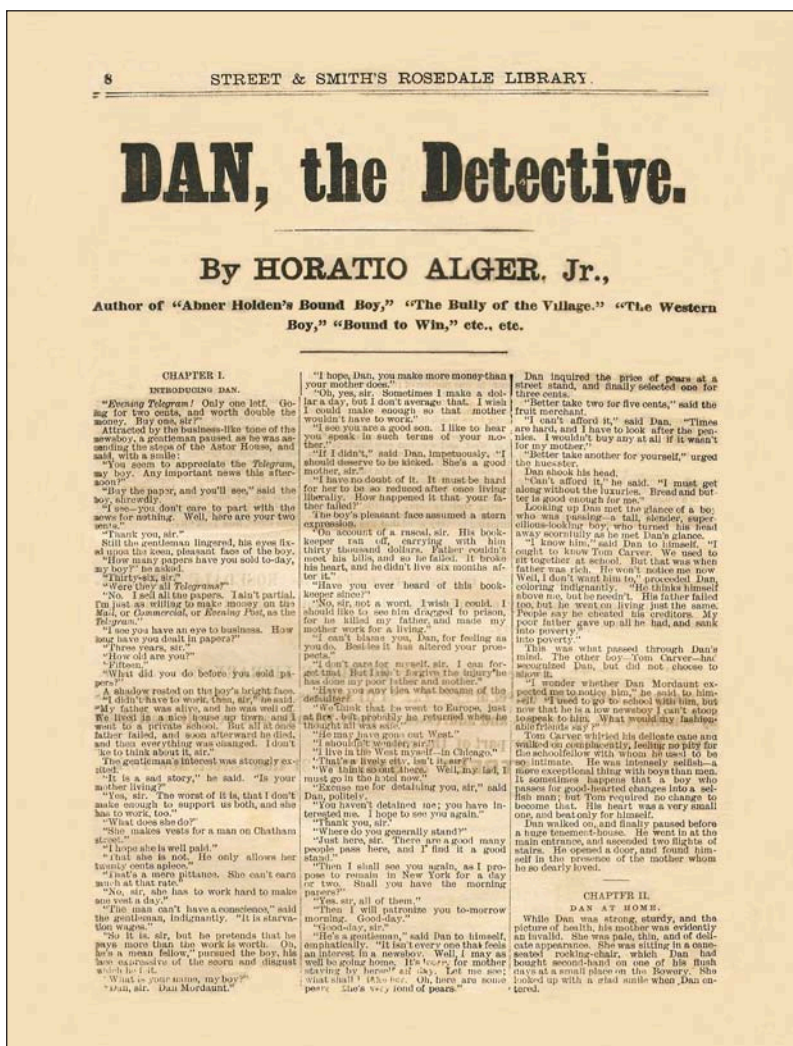 8
STREET & SMITH'S ROSEDALE LIBRARY.
DAN, the Detective.
By HORATIO ALGER, Jr.,
Author of "Abner Holden's Bound Boy," "The Bully of the Village." "The Western
Boy," "Bound to Win," etc., etc.
CHAPTER I.
INTRODUCING DAN.
"Evening Telegram! Only one left. Go-
ing for two cents, and worth double the
money. Buy one, sir?"
Attracted by the business-like tone of the
newsboy, a gentleman paused as he was as-
cending the steps of the Astor House, and
said, with a smile:
"You seem to appreciate the Telegram,
my boy. Any important news this after-
noon?"
"Buy the paper, and you'll see," said the
boy, shrewdly.
"I see—you don't care to part with the
news for nothing. Well, here are your two
cents."
"Thank you, sir."
Still the gentleman lingered, his eyes fix-
ed upon the keen, pleasant face of the boy.
"How many papers have you sold to-day,
my boy?" he asked.
"Thirty-six, sir."
"Were they all Telegrams?"
"No. I sell all the papers. I ain't partial.
I'm just as willing to make money on the
Mail, or Commercial, or Evening Post, as the
Telegram."
"I see you have an eye to business. How
long have you dealt in papers?"
"Three years, sir."
"How old are you?"
"Fifteen."
"What did you do before you sold pa-
pers?"
A shadow rested on the boy's bright face.
"I didn't have to work, then, sir," he said.
"My father was alive, and he was well off.
We lived in a nice house up town, and I
went to a private school. But all at once
father failed, and soon afterward he died,
and then everything was changed. I don't
like to think about it, sir."
The gentleman's interest was strongly ex-
cited.
"It is a sad story," he said. "Is your
mother living?"
"Yes, sir. The worst of it is, that I don't
make enough to support us both, and she
has to work, too."
"What does she do?"
"She makes vests for a man on Chatham
street."
"I hope she is well paid."
"That she is not. He only allows her
twenty cents apiece."
"That's a mere pittance. She can't earn
much at that rate."
"No, sir, she has to work hard to make
one vest a day."
"The man can't have a conscience," said
the gentleman, indignantly. "It is starva-
tion wages."
"So it is, sir, but he pretends that he
pays more than the work is worth. Oh,
he's a mean fellow," pursued the boy, his
face expressive of the scorn and disgust
which he felt.
"What is your name, my boy?"
"Dan, sir. Dan Mordaunt."
"I hope, Dan, you make more money than
your mother does."
"Oh, yes, sir. Sometimes I make a dol-
lar a day, but I don't average that. I wish
I could make enough so that mother
wouldn't have to work."
"I see you are a good son. I like to hear
you speak in such terms of your mo-
ther."
"If I didn't," said Dan, impetuously, "I
should deserve to be kicked. She's a good
mother, sir."
"I have no doubt of it. It must be hard
for her to be so reduced after once living
liberally. How happened it that your fa-
ther failed?"
The boy's pleasant face assumed a stern
expression.
"On account of a rascal, sir. His book-
keeper ran off, carrying with him
thirty thousand dollars. Father couldn't
meet his bills, and so he failed. It broke
his heart, and he didn't live six months af-
ter it."
"Have you ever heard of this book-
keeper since?"
"No, sir, not a word. I wish I could. I
should like to see him dragged to prison,
for he killed my father, and made my
mother work for a living."
"I can't blame you, Dan, for feeling as
you do. Besides it has altered your pros-
pects."
"I don't care for myself, sir. I can for-
get that. But I can't forgive the injury he
has done my poor father and mother."
"Have you any idea what became of the
defaulter?"
"We think that he went to Europe, just
at first, but probably he returned when he
thought all was safe."
"He may have gone out West."
"I shouldn't wonder, sir."
"I live in the West myself—in Chicago."
"That's a lively city, isn't it, sir?"
"We think so out there. Well, my lad, I
must go in the hotel now."
"Excuse me for detaining you, sir," said
Dan, politely.
"You haven't detained me; you have in-
terested me. I hope to see you again."
"Thank you, sir."
"Where do you generally stand?"
"Just here, sir. There are a good many
people pass here, and I find it a good
stand."
"Then I shall see you again, as I pro-
pose to remain in New York for a day
or two. Shall you have the morning
papers?"
"Yes, sir, all of them."
"Then I will patronize you to-morrow
morning. Good-day."
"Good-day, sir."
"He's a gentleman," said Dan to himself,
emphatically. "It isn't every one that feels
an interest in a newsboy. Well, I may as
well be going home. It's for mother
staying by herself all day. Let me see;
what shall I take her. Oh, here are some
pears. She's very fond of pears."
Dan inquired the price of pears at a
street stand, and finally selected one for
three cents.
"Better take two for five cents," said the
fruit merchant.
"I can't afford it," said Dan. "Times
are hard, and I have to look after the pen-
nies. I wouldn't buy any at all if it wasn't
for my mother."
"Better take another for yourself," urged
the huckster.
Dan shook his head.
"Can't afford it," he said. "I must get
along without the luxuries. Bread and but-
ter is good enough for me."
Looking up Dan met the glance of a boy
who was passing—a tall, slender, super-
cilious-looking boy, who turned his head
away scornfully as he met Dan's glance.
"I know him," said Dan to himself. "I
ought to know Tom Carver. We used to
sit together at school. But that was when
father was rich. He won't notice me now
Well, I don't want him to," proceeded Dan,
coloring indignantly. "He thinks himself
above me, but he needn't. His father failed
too, but he went on living just the same.
People say he cheated his creditors. My
poor father gave up all he had, and sank
into poverty."
into poverty."
This was what passed through Dan's
mind. The other boy—Tom Carver—had
recognized Dan, but did not choose to
show it.
"I wonder whether Dan Mordaunt ex-
pected me to notice him," he said to him-
self. "I used to go to school with him, but
now that he is a low newsboy I can't stoop
to speak to him. What would my fashion-
able friends say?"
Tom Carver whirled his delicate cane and
walked on complacently, feeling no pity for
the schoolfellow with whom he used to be
so intimate. He was intensely selfish—a
more exceptional thing with boys than men.
It sometimes happens that a boy who
passes for good-hearted changes into a sel-
fish man; but Tom required no change to
become that. His heart was a very small
one, and beat only for himself.
Dan walked on, and finally paused before
a huge tenement-house. He went in at the
main entrance, and ascended two flights of
stairs. He opened a door, and found him-
self in the presence of the mother whom
he so dearly loved.
CHAPTER II.
DAN AT HOME.
While Dan was strong, sturdy, and the
picture of health, his mother was evidently
an invalid. She was pale, thin, and of deli-
cate appearance. She was sitting in a cane-
seated rocking-chair, which Dan had
bought second-hand on one of his flush
days at a small place on the Bowery. She
looked up with a glad smile when Dan en-
tered.